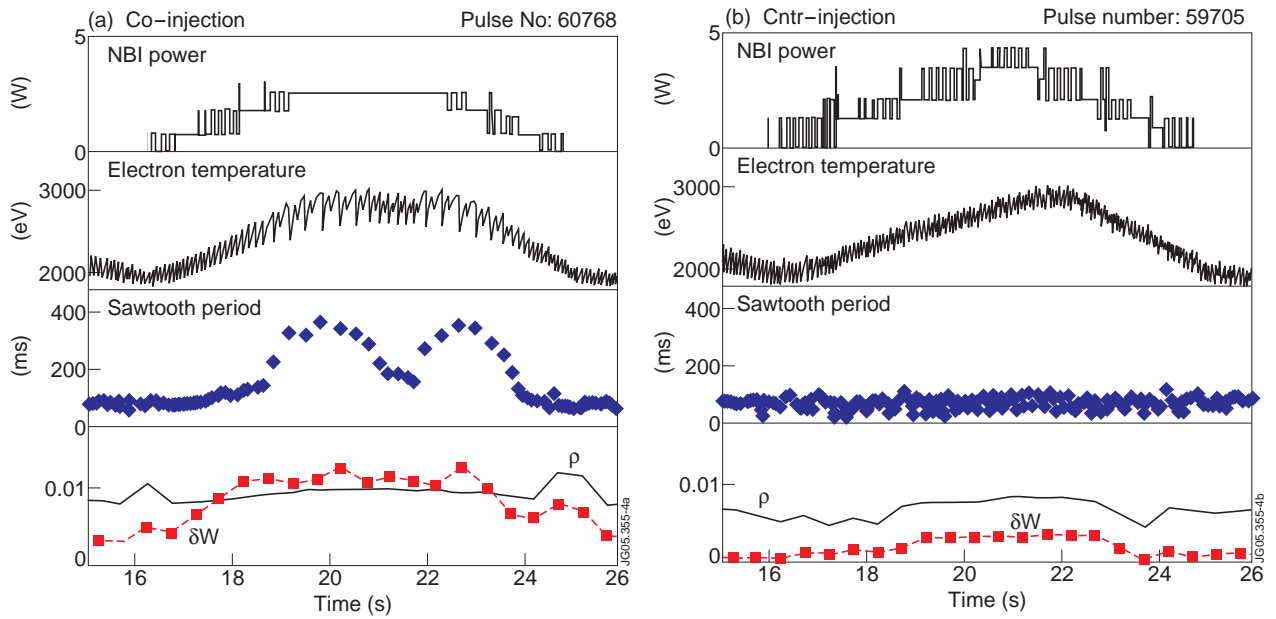 (a) Co−injection Pulse No: 60768
5
NBI power
(W)
0
Electron temperature
3000
(eV)
2000
Sawtooth period
400
(ms)
200
0
ρ
0.01
δW
0
16 18 20 22 24 26
Time (s)
JG05.355-4a
(b) Cntr−injection Pulse number: 59705
5
NBI power
(W)
0
Electron temperature
3000
(eV)
2000
Sawtooth period
400
(ms)
200
0
0.01
ρ
δW
0
16 18 20 22 24 26
Time (s)
JG05.355-4b